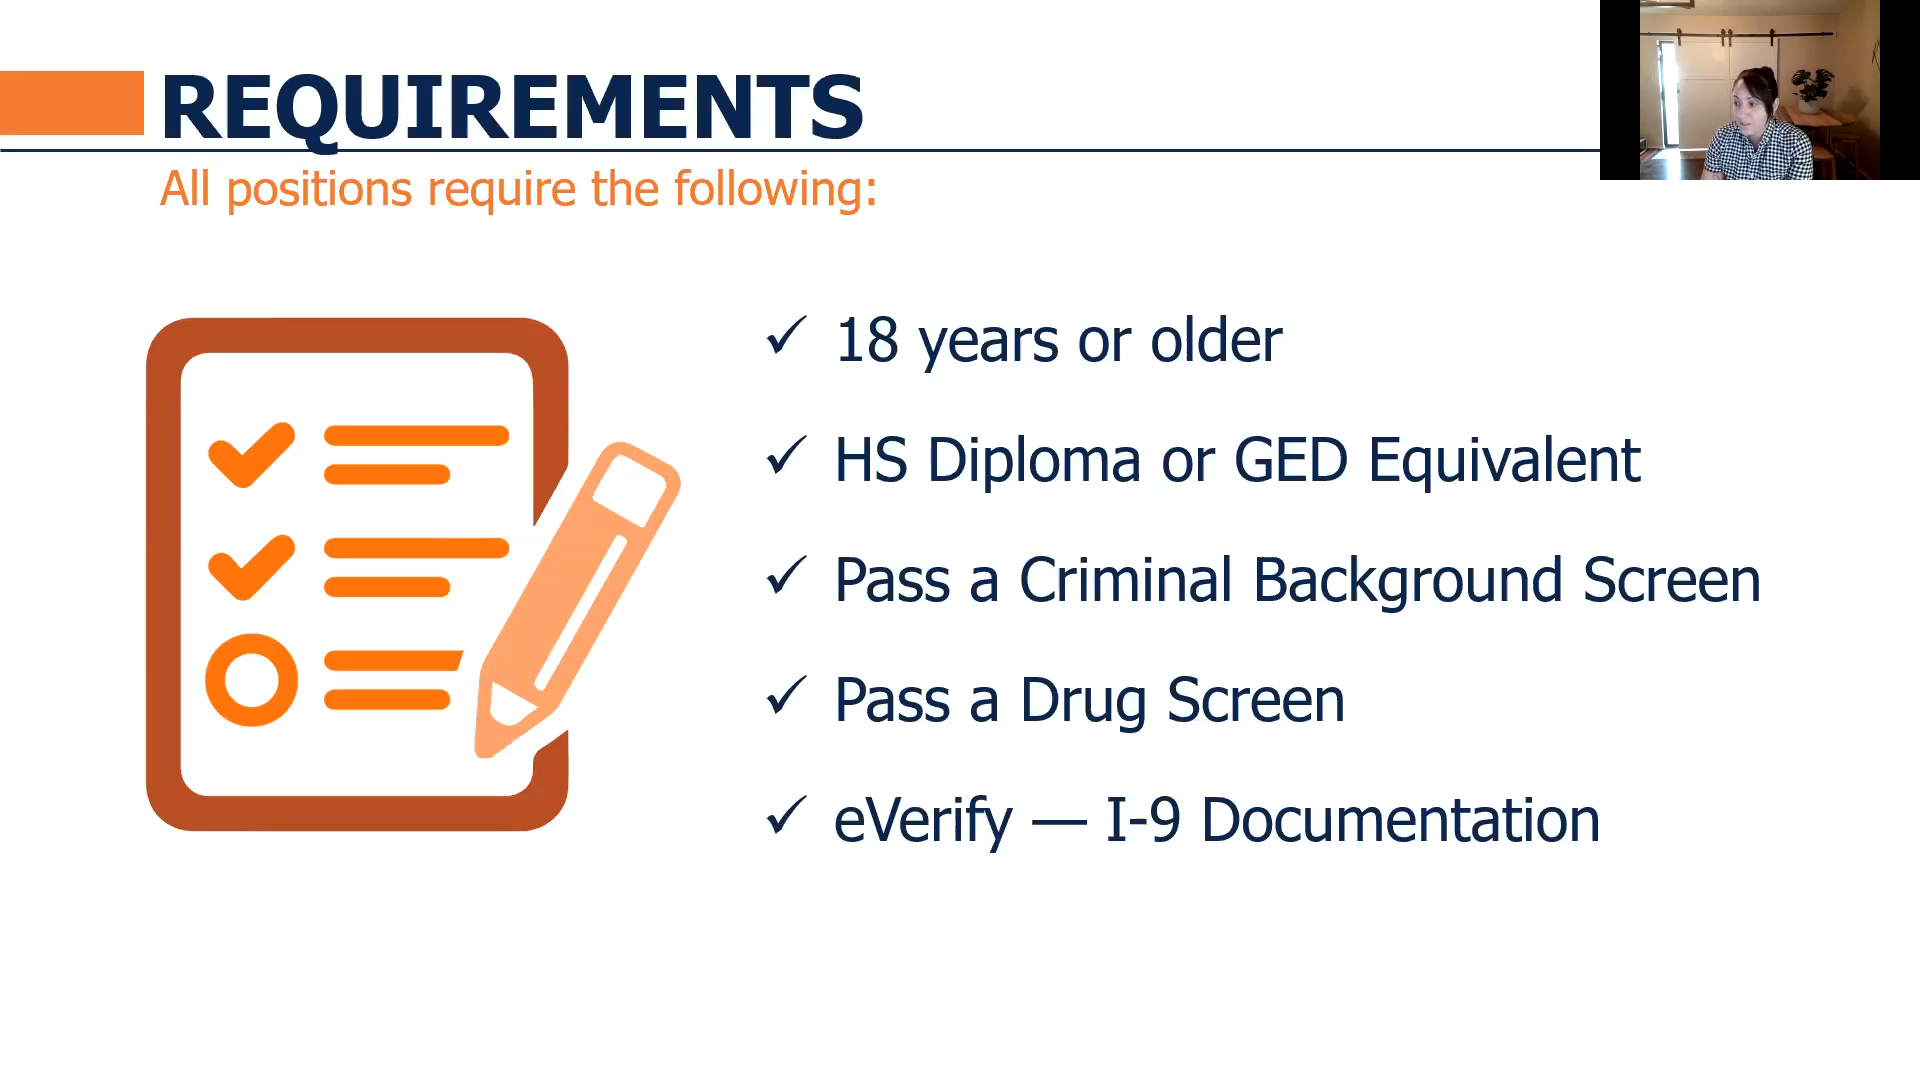 REQUIREMENTS
All positions require the following:
✓ 18 years or older
✓ HS Diploma or GED Equivalent
✓ Pass a Criminal Background Screen
✓ Pass a Drug Screen
✓ eVerify — I-9 Documentation